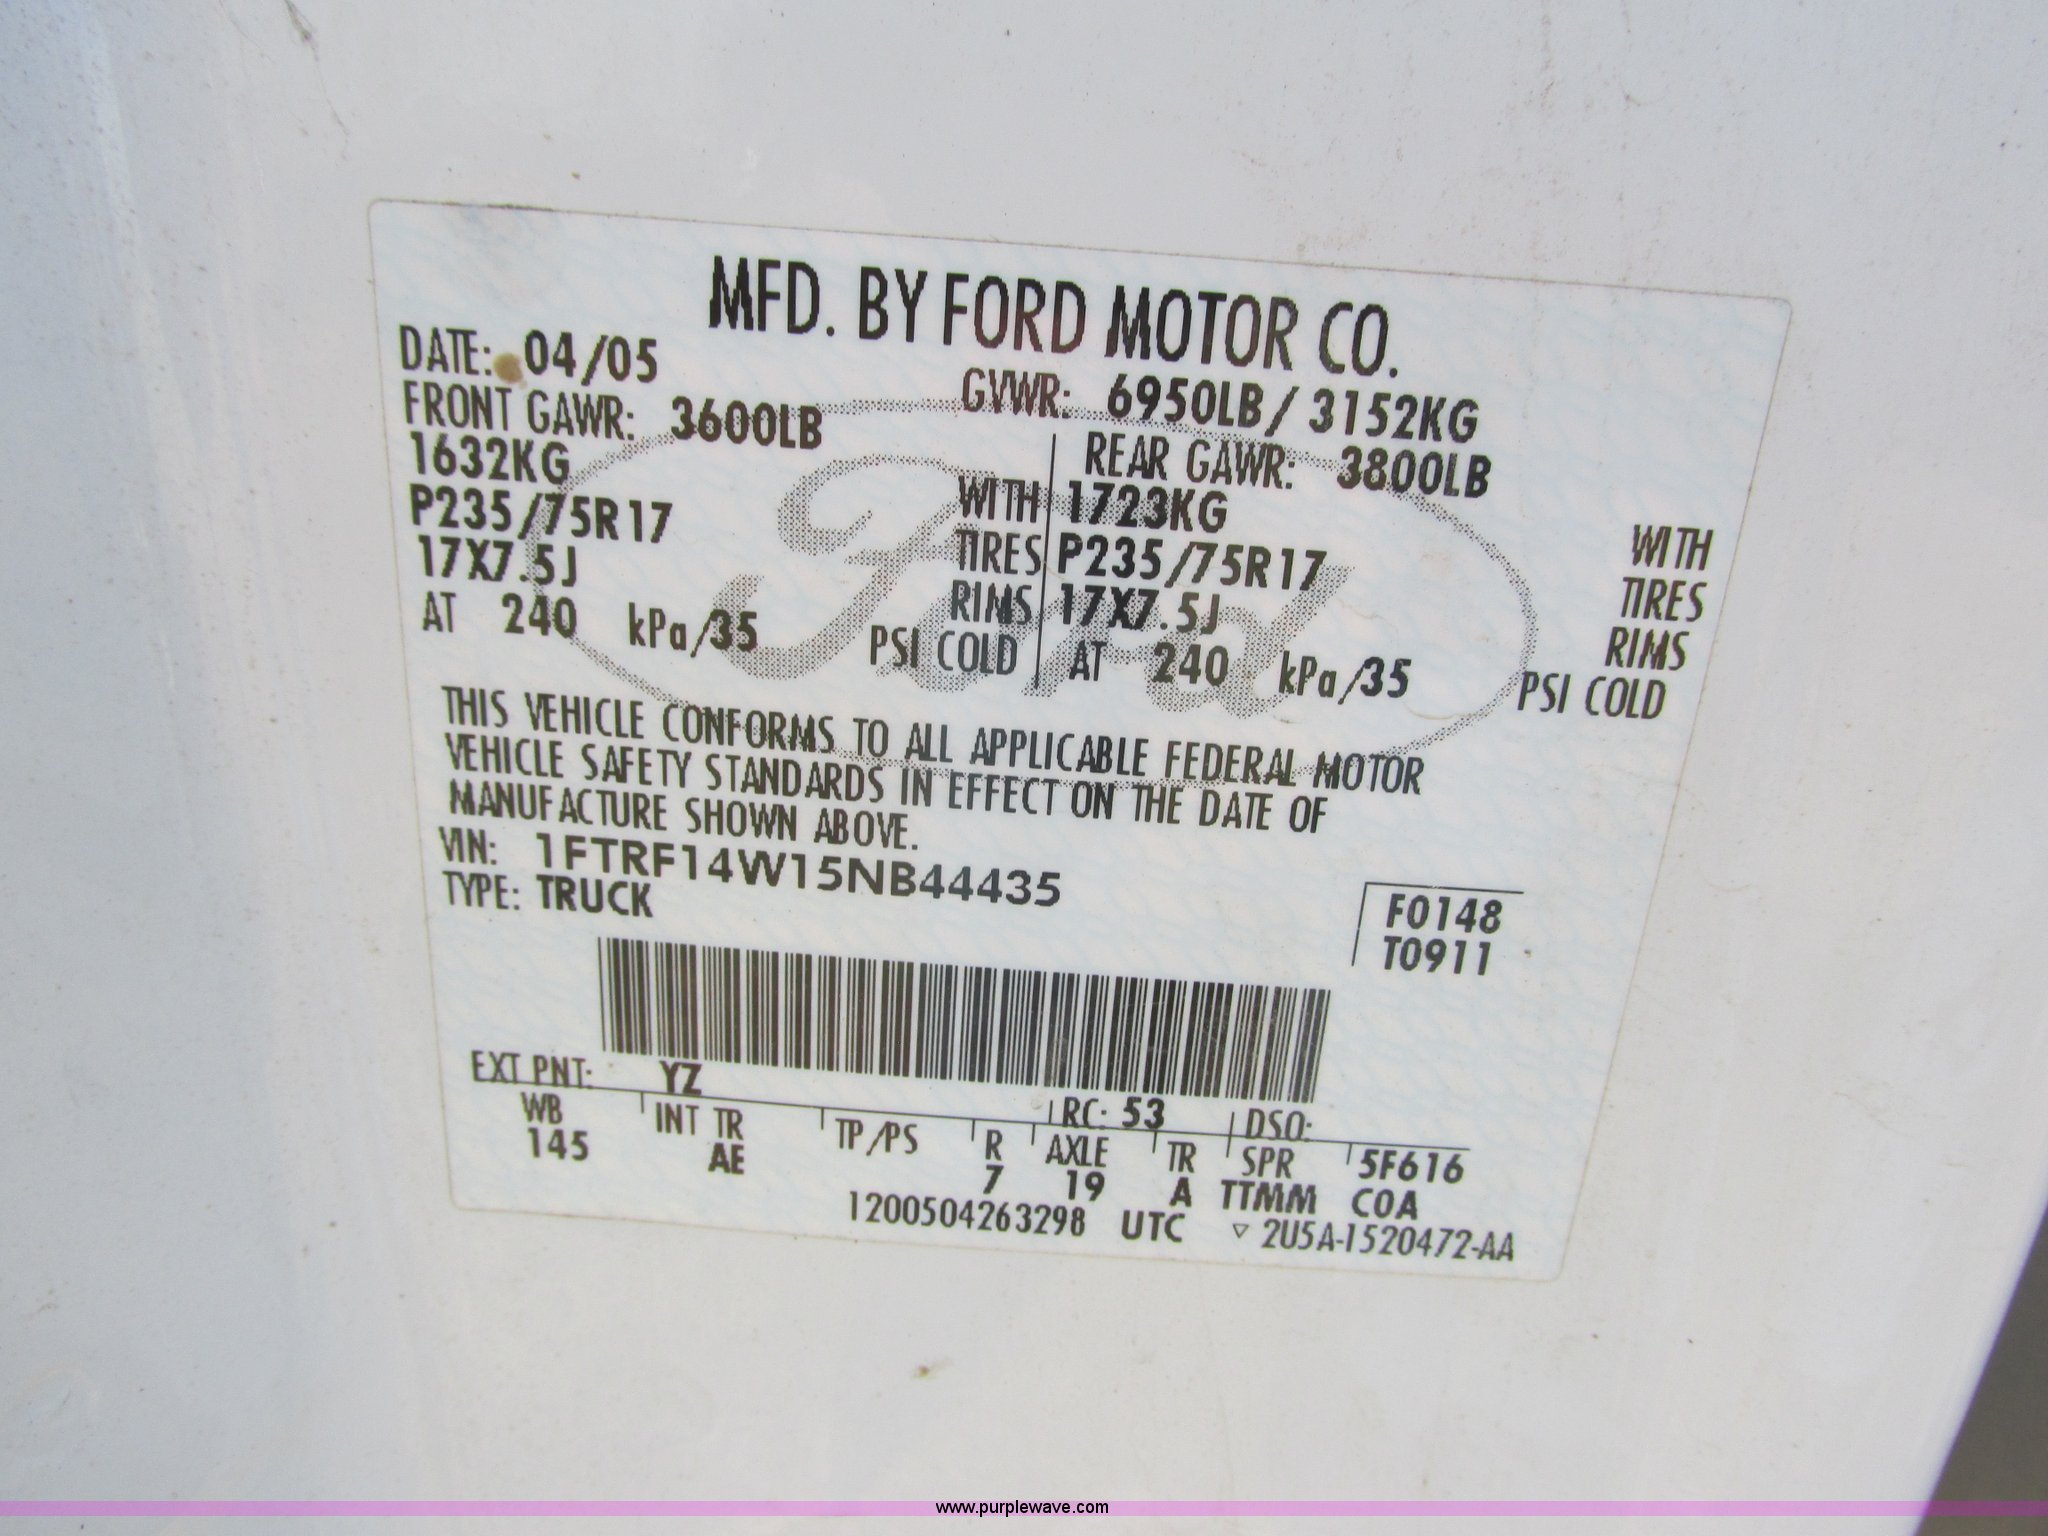 MFD. BY FORD MOTOR CO.
DATE: 04/05 GVWR: 6950LB/ 3152KG
FRONT GAWR: 3600LB REAR GAWR: 3800LB
1632KG WITH 1723KG WITH
P235/75R17 TIRES P235/75R17 TIRES
17X7.5J RIMS 17X7.5J RIMS
AT 240 kPa/35 PSI COLD AT 240 kPa/35 PSI COLD
Ford
THIS VEHICLE CONFORMS TO ALL APPLICABLE FEDERAL MOTOR
VEHICLE SAFETY STANDARDS IN EFFECT ON THE DATE OF
MANUFACTURE SHOWN ABOVE.
VIN: 1FTRF14W15NB44435
TYPE: TRUCK
F0148
T0911
EXT PNT: YZ RC: 53 DSO:
WB INT TR TP/PS R AXLE TR SPR 5F616
145 AE 7 19 A TTMM COA
1200504263298 UTC ▽ 2U5A-1520472-AA
www.purplewave.com